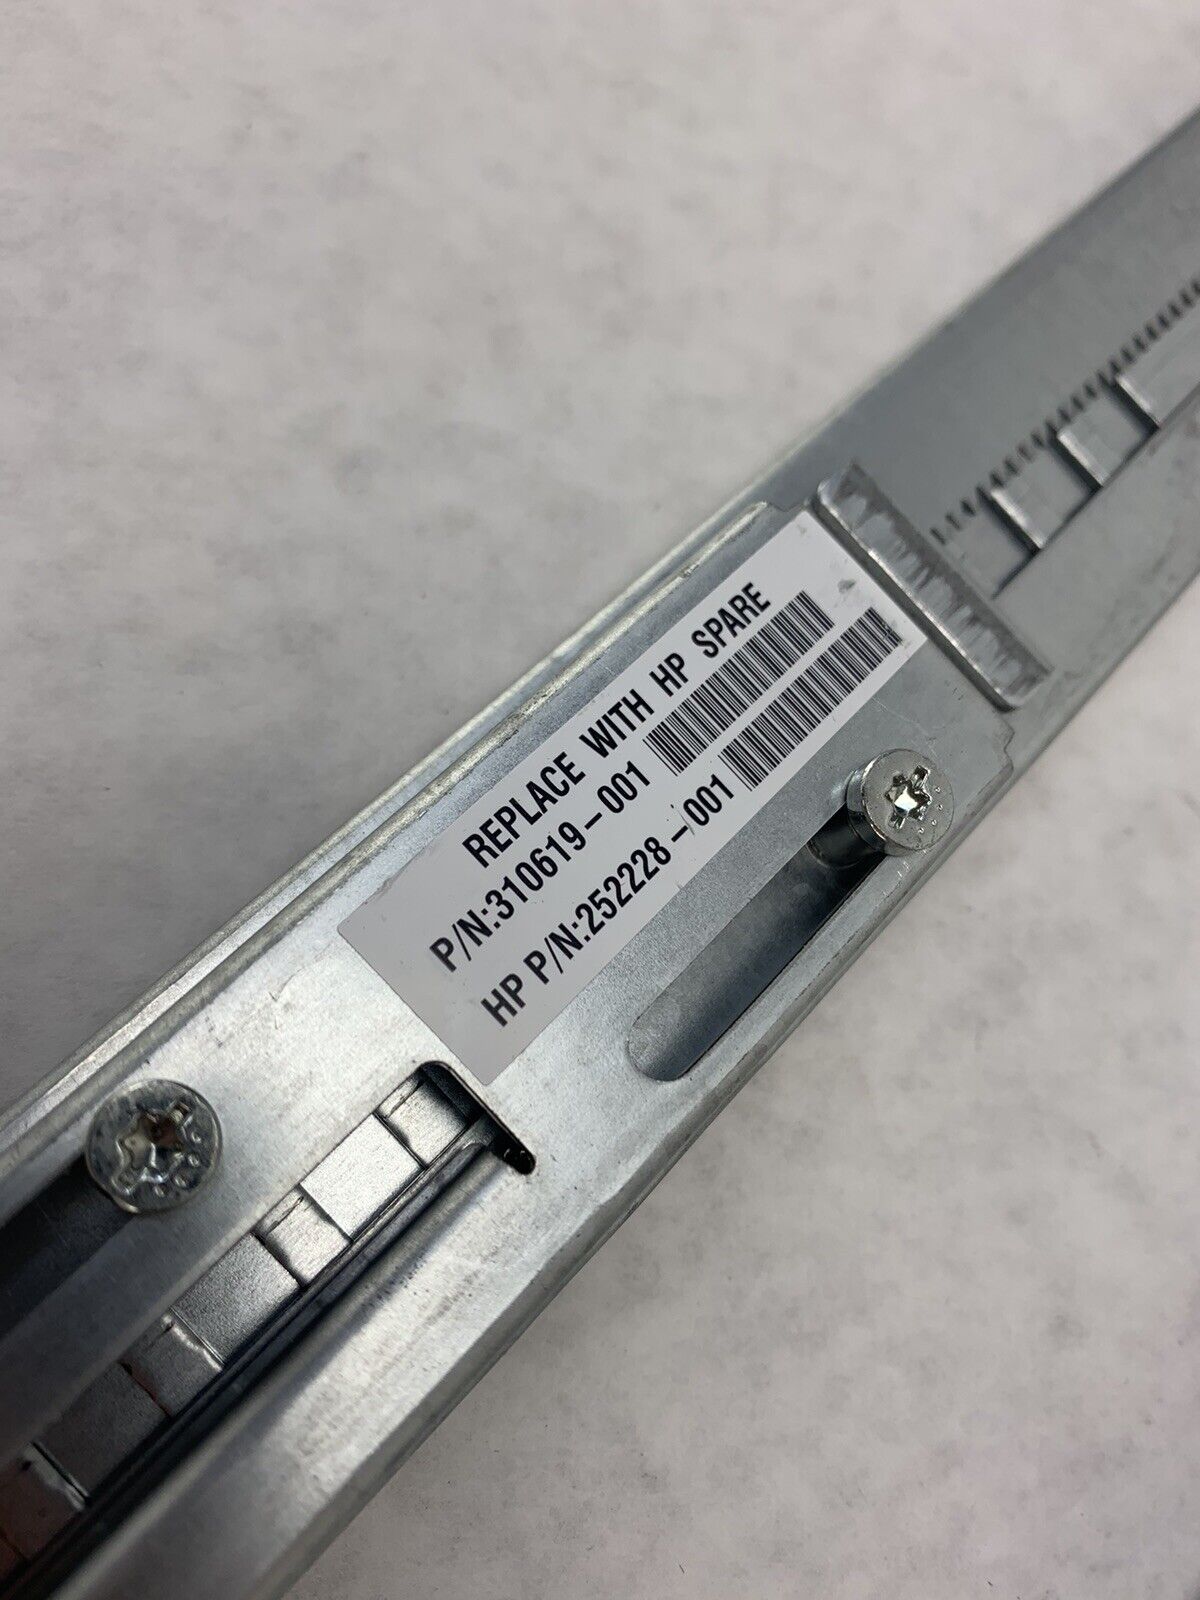 REPLACE WITH HP SPARE
P/N:310619-001
HP P/N:252228-001